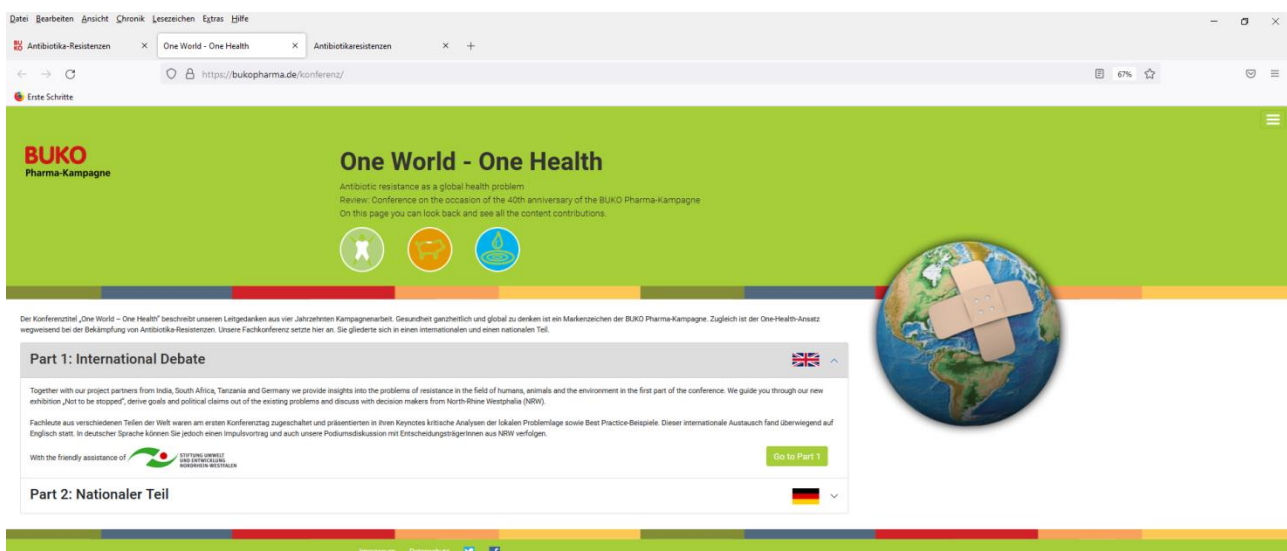 Datei Bearbeiten Ansicht Chronik Lesezeichen Extras Hilfe
Antibiotika-Resistenzen
One World - One Health
Antibiotikaresistenzen
https://bukopharma.de/konferenz/
67%
Erste Schritte
BUKO
Pharma-Kampagne
One World - One Health
Antibiotic resistance as a global health problem
Review: Conference on the occasion of the 40th anniversary of the BUKO Pharma-Kampagne
On this page you can look back and see all the content contributions.
Der Konferenztitel „One World – One Health" beschreibt unseren Leitgedanken aus vier Jahrzehnten Kampagnenarbeit. Gesundheit ganzheitlich und global zu denken ist ein Markenzeichen der BUKO Pharma-Kampagne. Zugleich ist der One-Health-Ansatz
wegweisend bei der Bekämpfung von Antibiotika-Resistenzen. Unsere Fachkonferenz setzte hier an. Sie gliederte sich in einen internationalen und einen nationalen Teil.
Part 1: International Debate
Together with our project partners from India, South Africa, Tanzania and Germany we provide insights into the problems of resistance in the field of humans, animals and the environment in the first part of the conference. We guide you through our new
exhibition „Not to be stopped", derive goals and political claims out of the existing problems and discuss with decision makers from North-Rhine Westphalia (NRW).
Fachleute aus verschiedenen Teilen der Welt waren am ersten Konferenztag zugeschaltet und präsentierten in ihren Keynotes kritische Analysen der lokalen Problemlage sowie Best Practice-Beispiele. Dieser internationale Austausch fand überwiegend auf
Englisch statt. In deutscher Sprache können Sie jedoch einen Impulsvortrag und auch unsere Podiumsdiskussion mit EntscheidungsträgerInnen aus NRW verfolgen.
With the friendly assistance of
STIFTUNG UMWELT
UND ENTWICKLUNG
NORDRHEIN-WESTFALEN
Go to Part 1
Part 2: Nationaler Teil